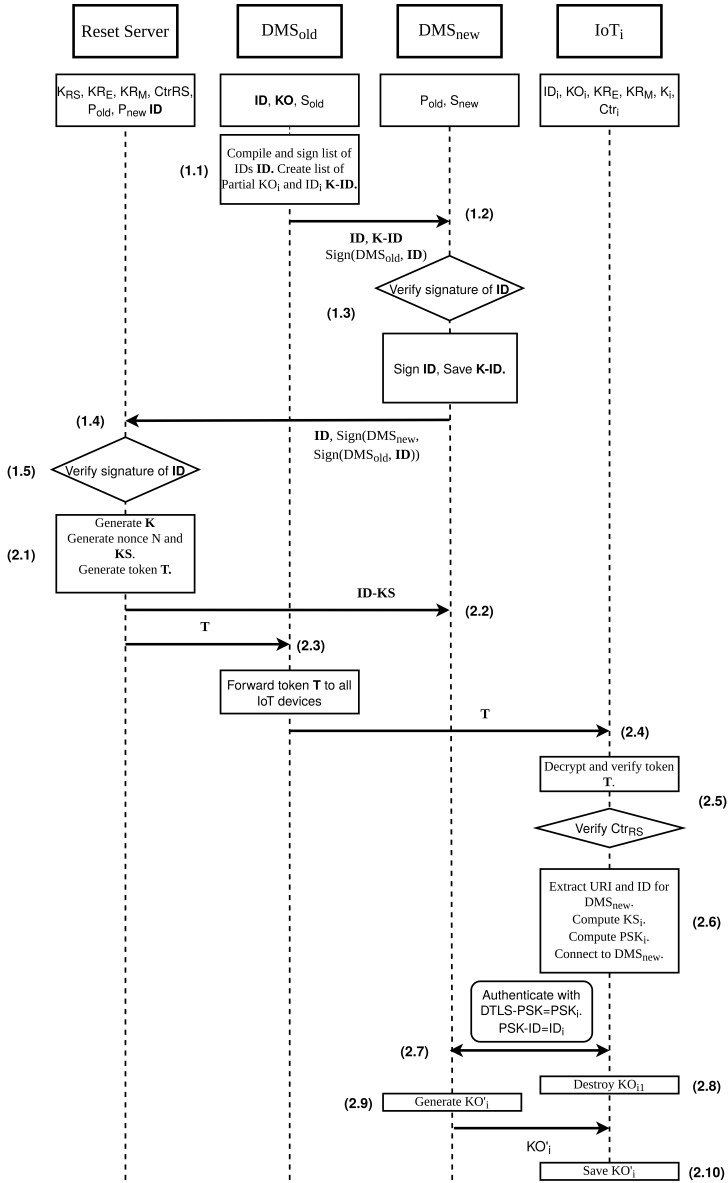 Reset Server
DMSold
DMSnew
IoTi
KRS, KRE, KRM, CtrRS,
Pold, Pnew ID
ID, KO, Sold
Pold, Snew
IDi, KOi, KRE, KRM, Ki,
Ctri
(1.1)
Compile and sign list of
IDs ID. Create list of
Partial KOi and IDi K-ID.
(1.2)
ID, K-ID
Sign(DMSold, ID)
Verify signature of ID
(1.3)
Sign ID, Save K-ID.
(1.4)
ID, Sign(DMSnew,
Sign(DMSold, ID))
(1.5)
Verify signature of ID
(2.1)
Generate K
Generate nonce N and
KS.
Generate token T.
ID-KS
(2.2)
T
(2.3)
Forward token T to all
IoT devices
T
(2.4)
Decrypt and verify token
T.
(2.5)
Verify CtrRS
Extract URI and ID for
DMSnew.
Compute KSi.
Compute PSKi.
Connect to DMSnew.
(2.6)
Authenticate with
DTLS-PSK=PSKi.
PSK-ID=IDi
(2.7)
Destroy KOi1
(2.8)
(2.9)
Generate KO'i
KO'i
Save KO'i
(2.10)